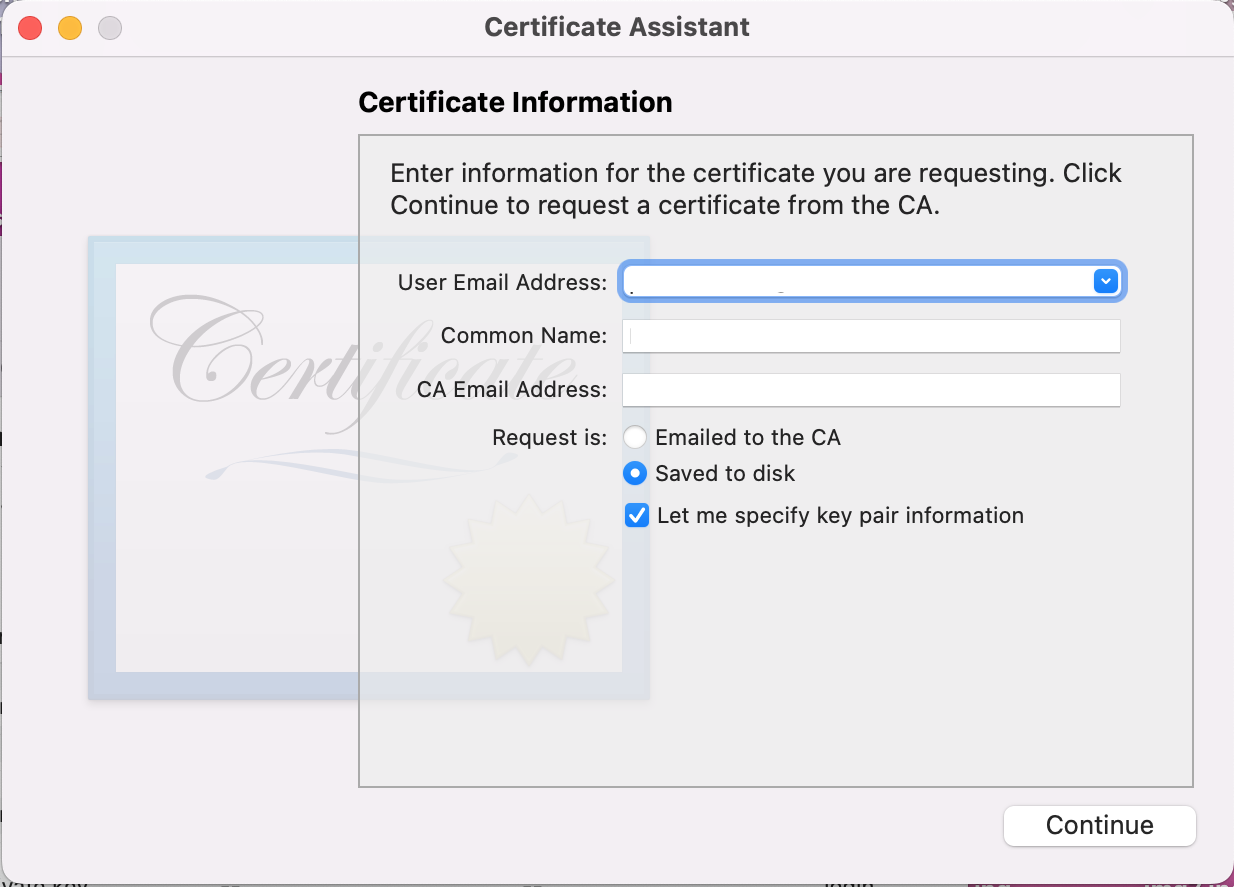 Certificate Assistant
Certificate Information
Enter information for the certificate you are requesting. Click
Continue to request a certificate from the CA.
Certificate
User Email Address:
Common Name:
CA Email Address:
Request is:
Emailed to the CA
Saved to disk
Let me specify key pair information
Continue
login